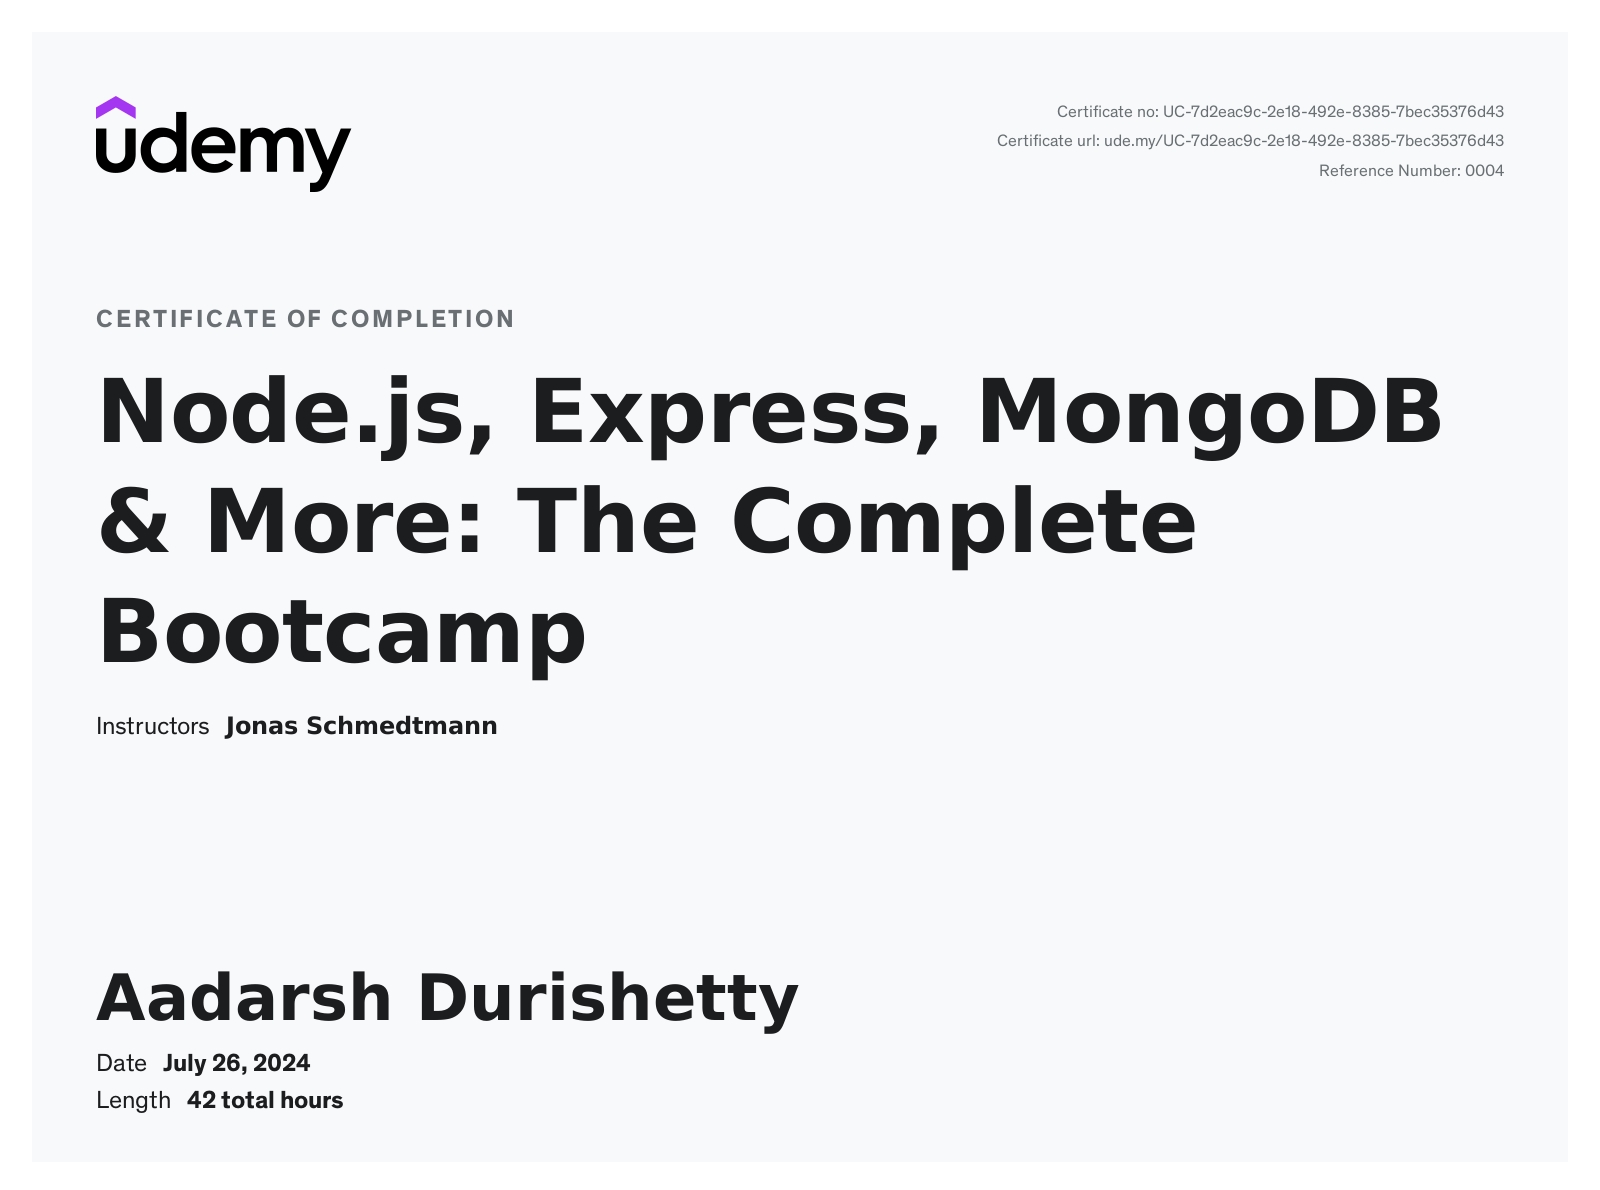 udemy
Certificate no: UC-7d2eac9c-2e18-492e-8385-7bec35376d43
Certificate url: ude.my/UC-7d2eac9c-2e18-492e-8385-7bec35376d43
Reference Number: 0004
CERTIFICATE OF COMPLETION
Node.js, Express, MongoDB
& More: The Complete
Bootcamp
Instructors Jonas Schmedtmann
Aadarsh Durishetty
Date July 26, 2024
Length 42 total hours